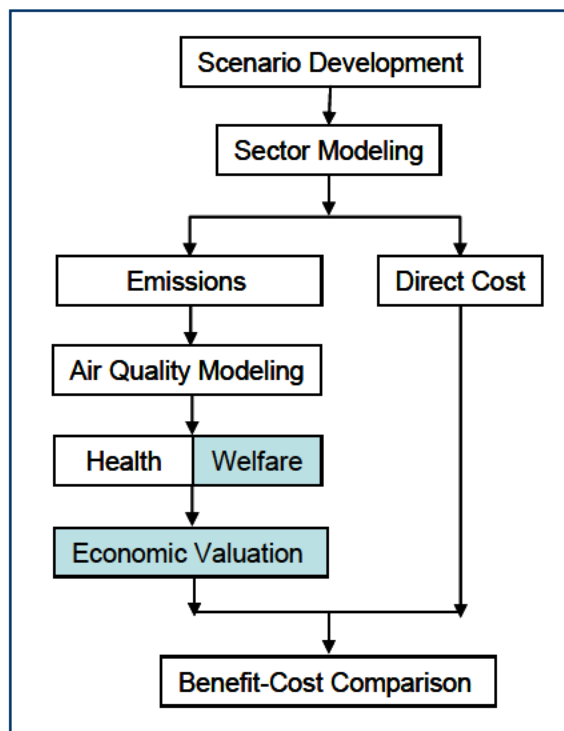 Scenario Development
Sector Modeling
Emissions
Direct Cost
Air Quality Modeling
Health
Welfare
Economic Valuation
Benefit-Cost Comparison